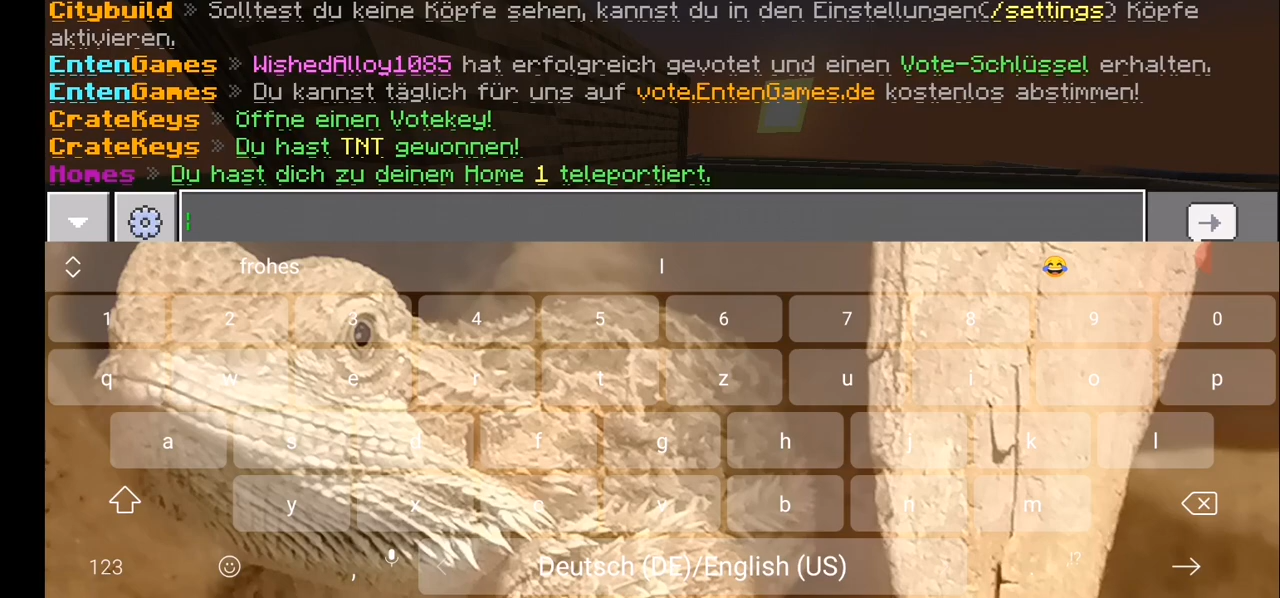 Citybuild » Solltest du keine Köpfe sehen, kannst du in den Einstellungen(/settings) Köpfe
aktivieren.
EntenGames » WishedAlloy1085 hat erfolgreich gevotet und einen Vote-Schlüssel erhalten.
EntenGames » Du kannst täglich für uns auf vote.EntenGames.de kostenlos abstimmen!
CrateKeys » Öffne einen Votekey!
CrateKeys » Du hast TNT gewonnen!
Homes » Du hast dich zu deinem Home 1 teleportiert.
frohes I 😂
1 2 3 4 5 6 7 8 9 0
q w e r t z u i o p
a s d f g h j k l
y x c v b n m
123 , Deutsch (DE)/English (US) !?